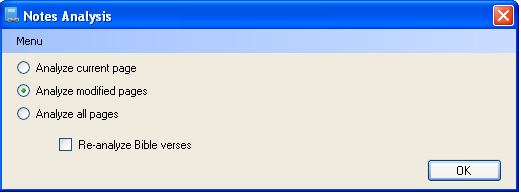 Notes Analysis
Menu
Analyze current page
Analyze modified pages
Analyze all pages
Re-analyze Bible verses
OK